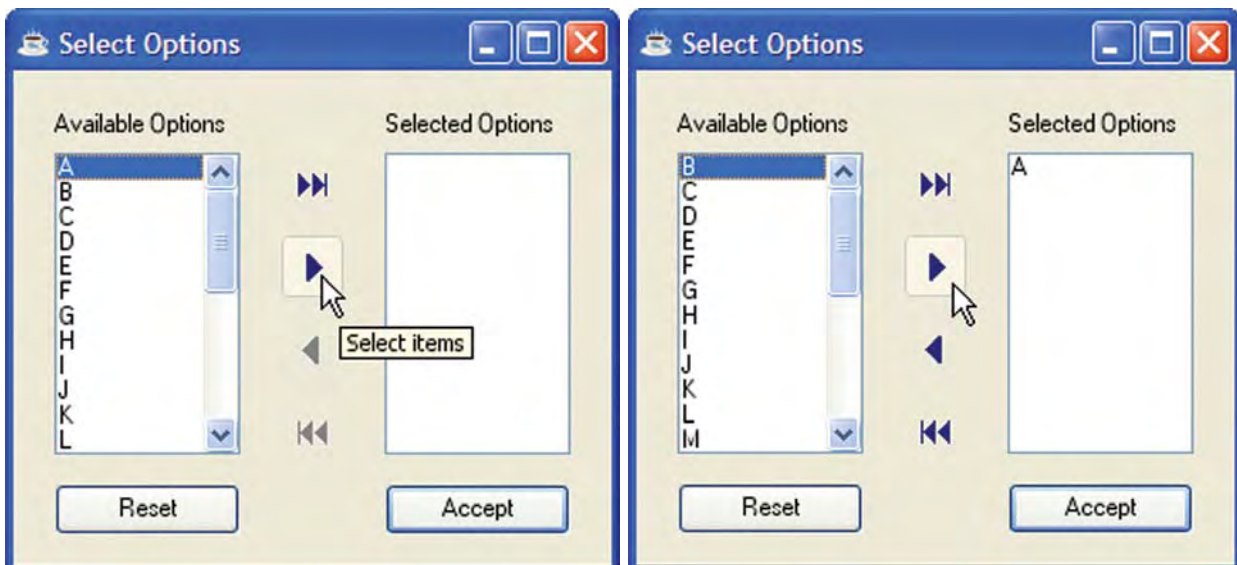 Select Options
Available Options
Selected Options
A
B
C
D
E
F
G
H
I
J
K
L
Select items
Reset
Accept
Select Options
Available Options
Selected Options
B
C
D
E
F
G
H
I
J
K
L
M
A
Reset
Accept